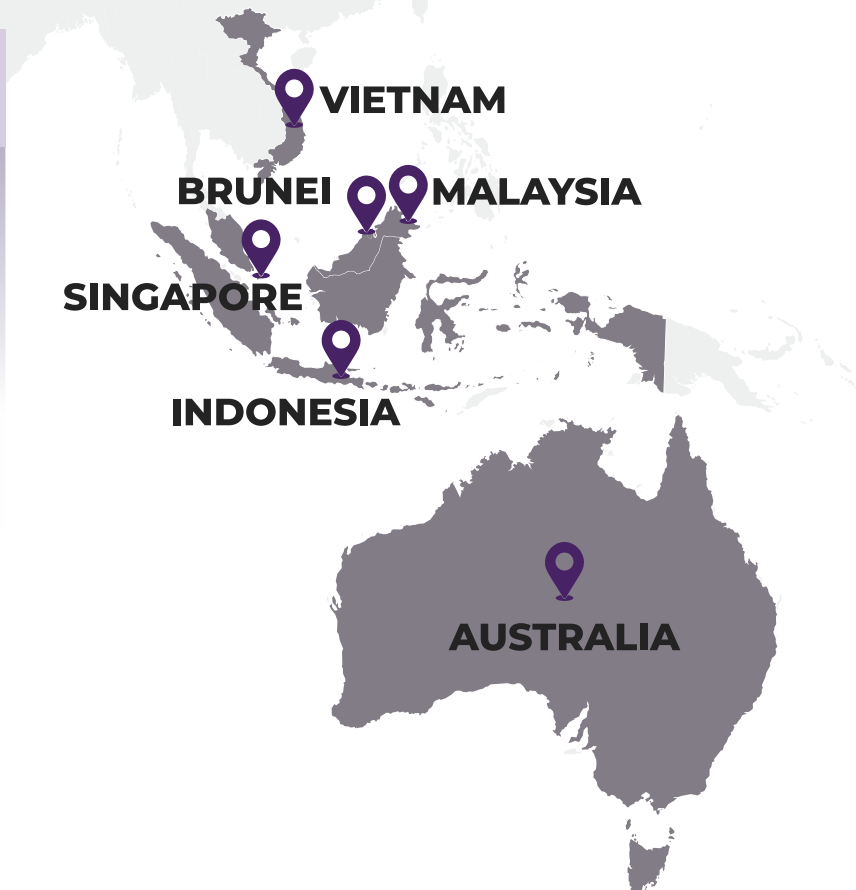 VIETNAM
BRUNEI
MALAYSIA
SINGAPORE
INDONESIA
AUSTRALIA